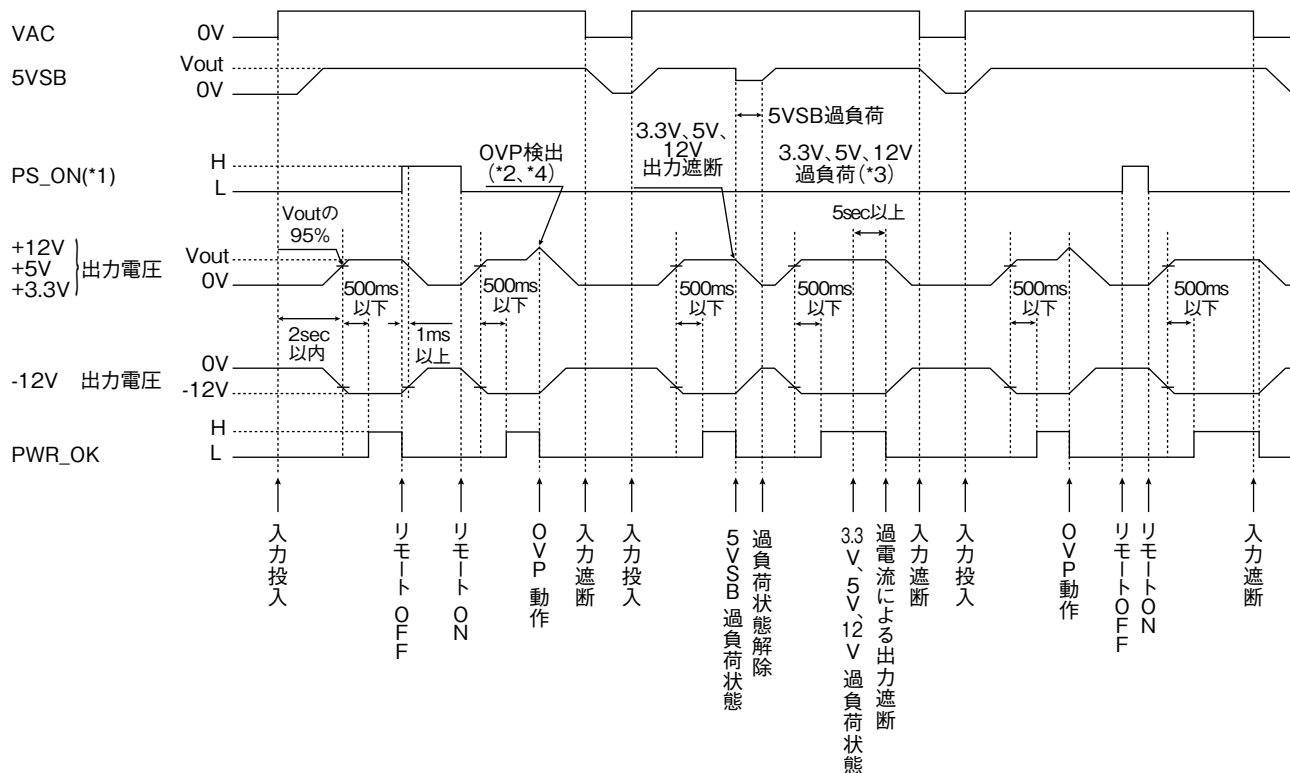 VAC
0V
5VSB
Vout
0V
5VSB過負荷
PS_ON(*1)
H
L
OVP検出
(*2、*4)
3.3V、5V、
12V
出力遮断
3.3V、5V、12V
過負荷(*3)
5sec以上
Voutの
95%
+12V
+5V
+3.3V
出力電圧
Vout
0V
500ms
以下
500ms
以下
500ms
以下
500ms
以下
500ms
以下
500ms
以下
2sec
以内
1ms
以上
-12V 出力電圧
0V
-12V
PWR_OK
H
L
入力投入
リモートOFF
リモートON
OVP動作
入力遮断
入力投入
5VSB過負荷状態
過負荷状態解除
3.3V、5V、12V過負荷状態
過電流による出力遮断
入力遮断
入力投入
OVP動作
リモートOFF
リモートON
入力遮断